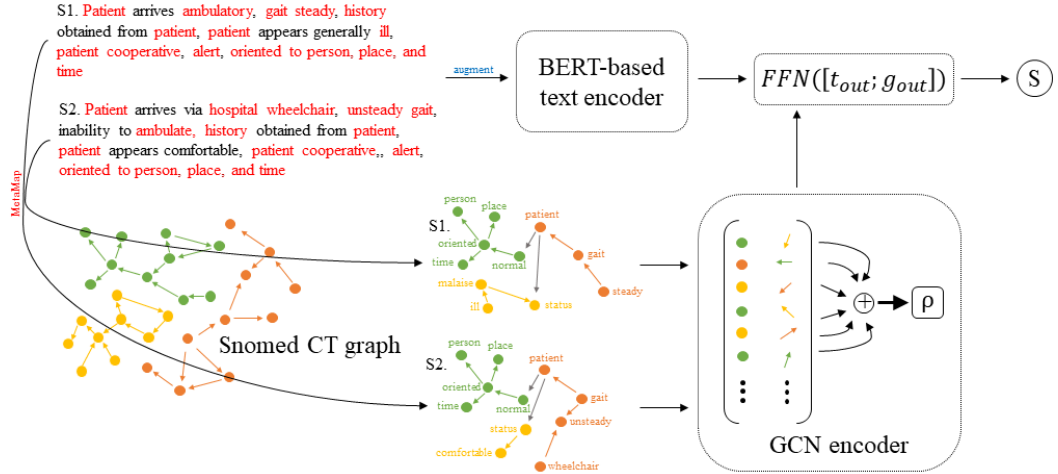 S1. Patient arrives ambulatory, gait steady, history
obtained from patient, patient appears generally ill,
patient cooperative, alert, oriented to person, place, and
time
S2. Patient arrives via hospital wheelchair, unsteady gait,
inability to ambulate, history obtained from patient,
patient appears comfortable, patient cooperative,, alert,
oriented to person, place, and time
MetaMap
augment
BERT-based
text encoder
FFN([t_out; g_out])
S
Snomed CT graph
S1.
person
place
patient
oriented
time
normal
gait
malaise
steady
ill
status
S2.
person
place
patient
oriented
time
normal
gait
status
unsteady
comfortable
wheelchair
+
ρ
GCN encoder